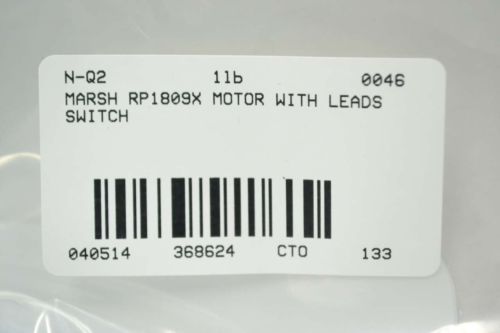 N-Q2 1lb 0046
MARSH RP1809X MOTOR WITH LEADS
SWITCH
040514 368624 CTO 133